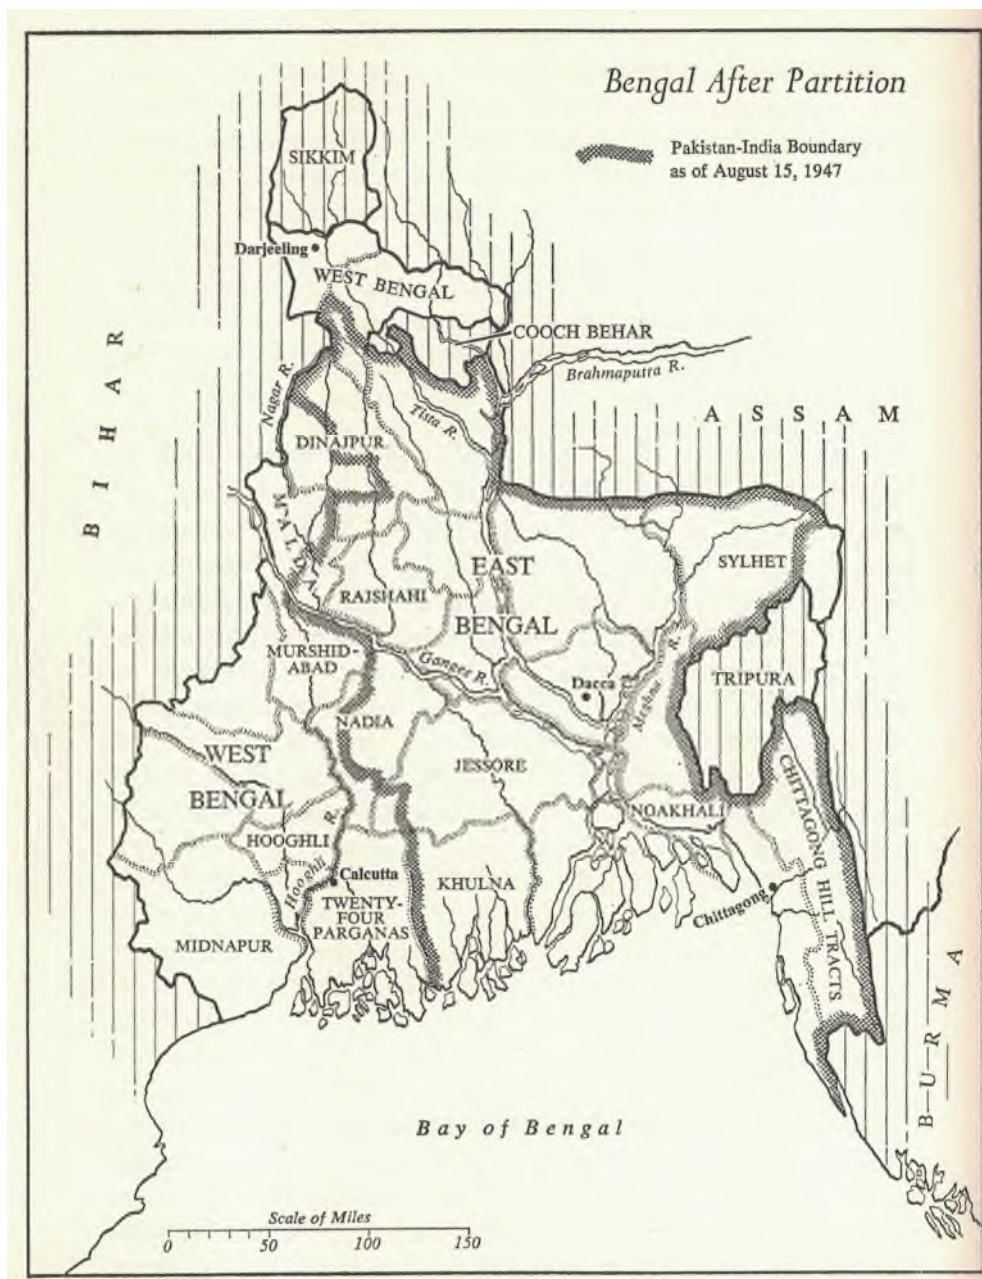 Bengal After Partition
Pakistan-India Boundary
as of August 15, 1947
SIKKIM
Darjeeling
WEST BENGAL
COOCH BEHAR
Brahmaputra R.
BIHAR
Nagar R.
Tista R.
ASSAM
DINAJPUR
MALDA
EAST
BENGAL
SYLHET
RAJSHAHI
MURSHID-
ABAD
Ganges R.
Dacca
Meghna R.
TRIPURA
NADIA
WEST
BENGAL
JESSORE
CHITTAGONG HILL TRACTS
NOAKHALI
HOOGHLI
Hooghli R.
Calcutta
KHULNA
TWENTY-
FOUR
PARGANAS
Chittagong
MIDNAPUR
B—U—R—M A
Bay of Bengal
Scale of Miles
0 50 100 150